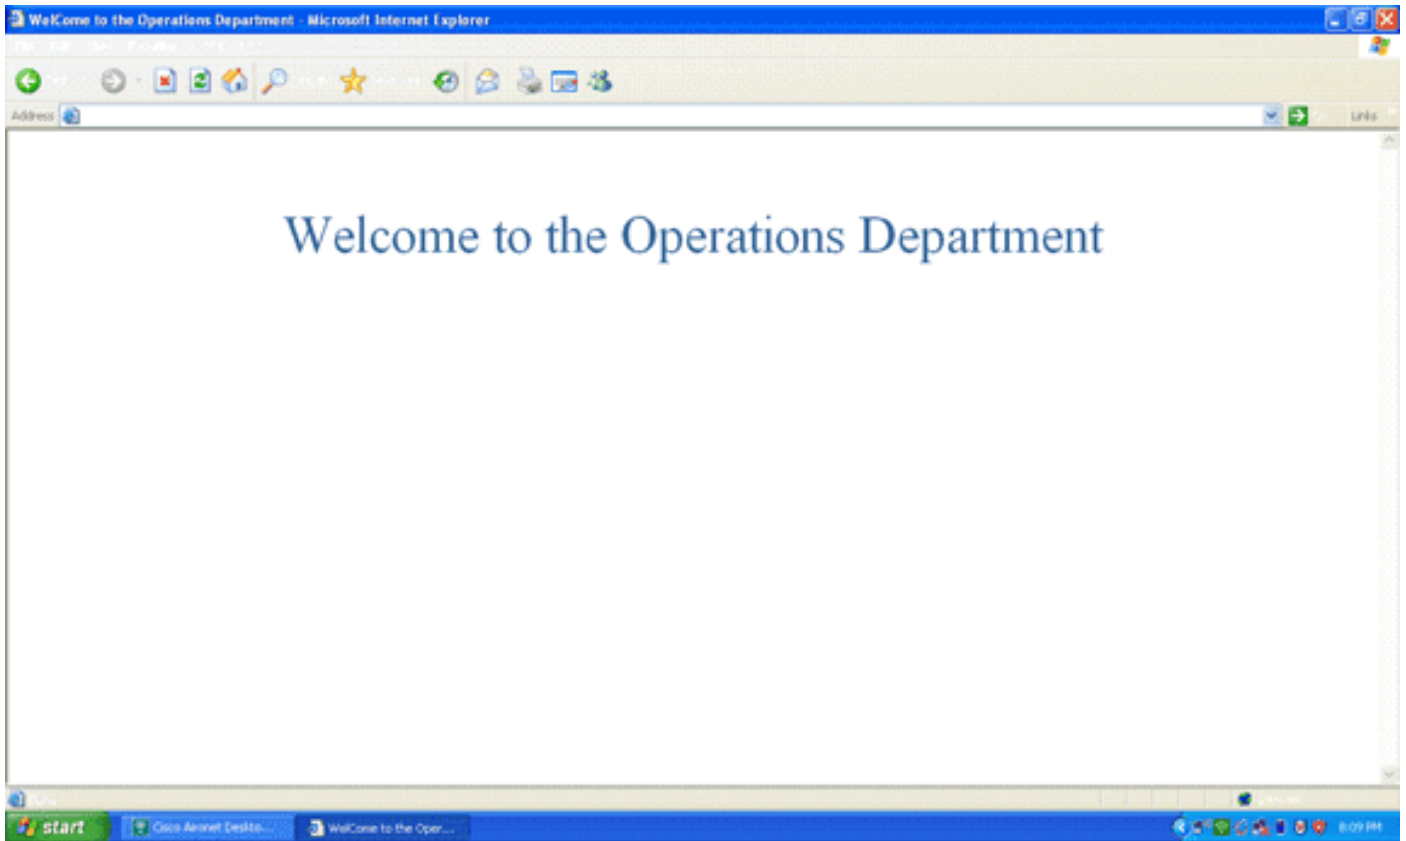 WelCome to the Operations Department - Microsoft Internet Explorer
Address
Links
Welcome to the Operations Department
start
Cisco Aironet Deskto...
WelCome to the Oper...
8:09 PM